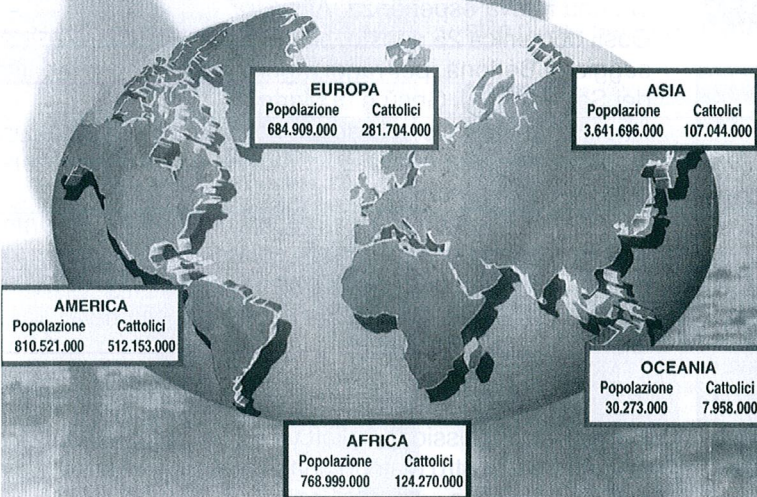 EUROPA
Popolazione Cattolici
684.909.000 281.704.000
ASIA
Popolazione Cattolici
3.641.696.000 107.044.000
AMERICA
Popolazione Cattolici
810.521.000 512.153.000
OCEANIA
Popolazione Cattolici
30.273.000 7.958.000
AFRICA
Popolazione Cattolici
768.999.000 124.270.000